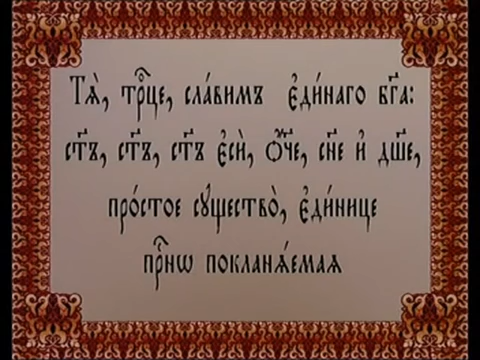 Тѧ̀, трⷪ҇це, сла́вимъ є҆ди́наго бг҃а:
ст҃ъ, ст҃ъ, ст҃ъ є҆сѝ, ѻ҆́ч҃е, сн҃е и҆ дш҃е,
про́стое сꙋщество̀, є҆ди́нице
прⷭ҇нѡ покланѧ́емаѧ